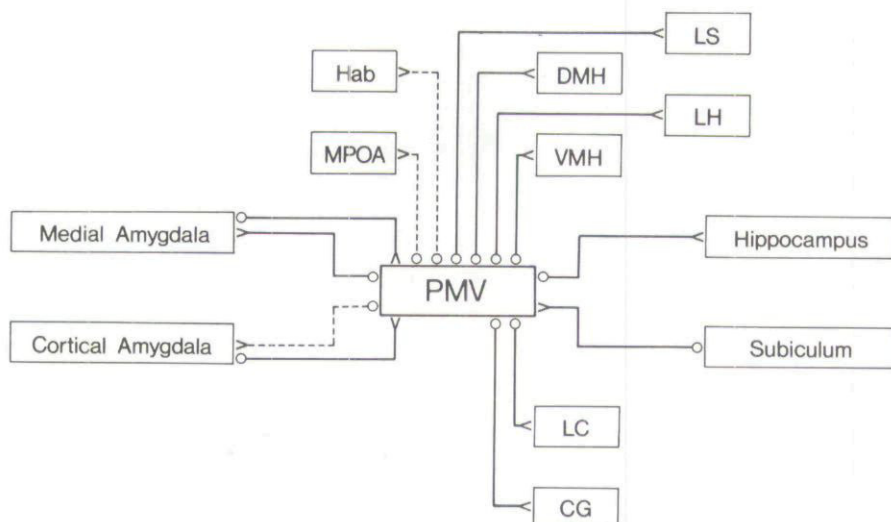 LS
Hab
DMH
LH
MPOA
VMH
Medial Amygdala
Hippocampus
PMV
Cortical Amygdala
Subiculum
LC
CG